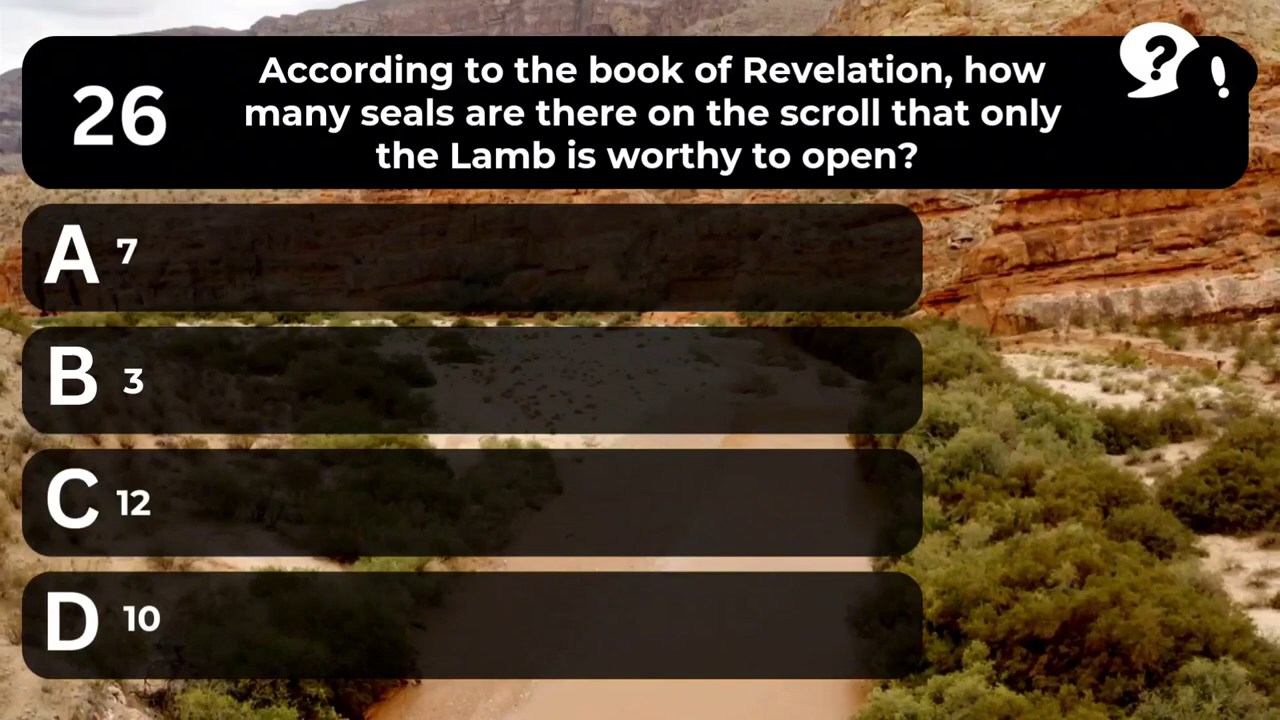 26
According to the book of Revelation, how
many seals are there on the scroll that only
the Lamb is worthy to open?
?!
A 7
B 3
C 12
D 10